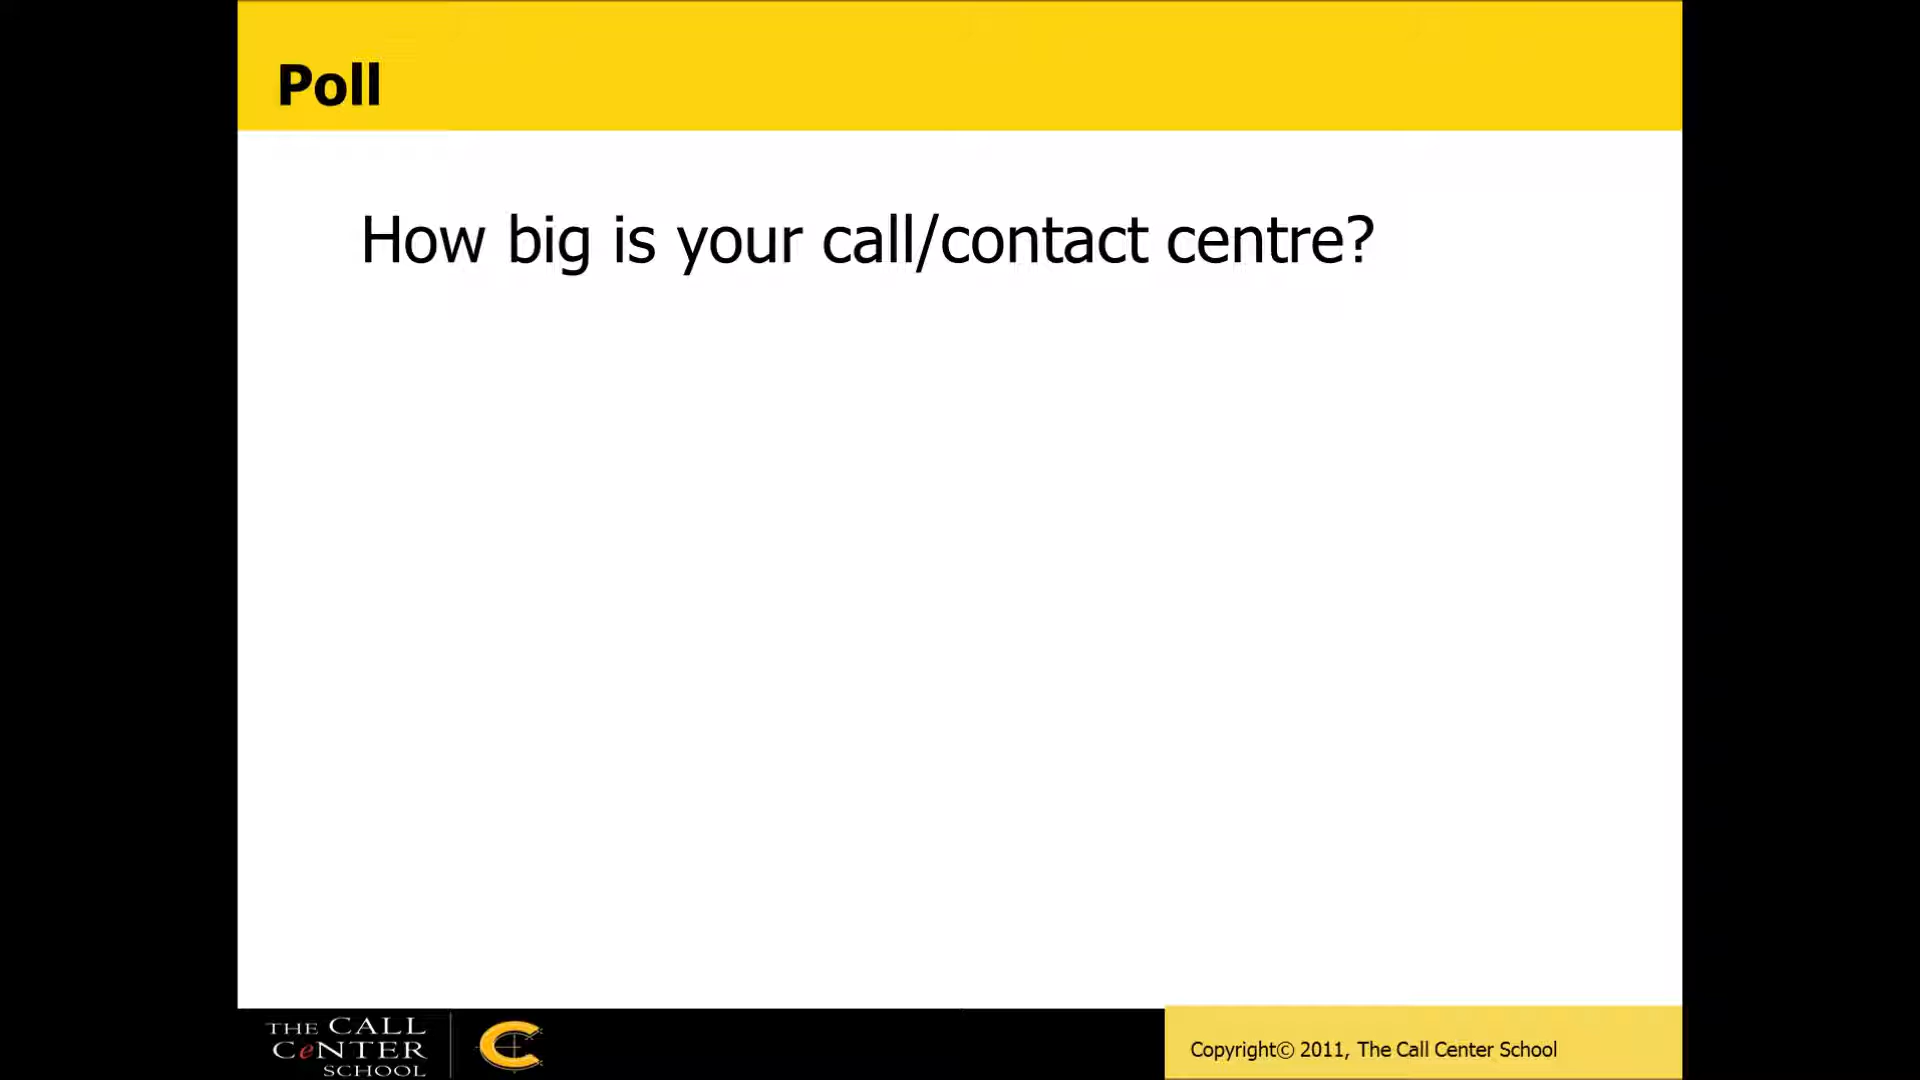 Poll
How big is your call/contact centre?
THE CALL
CeNTER
SCHOOL
Copyright© 2011, The Call Center School